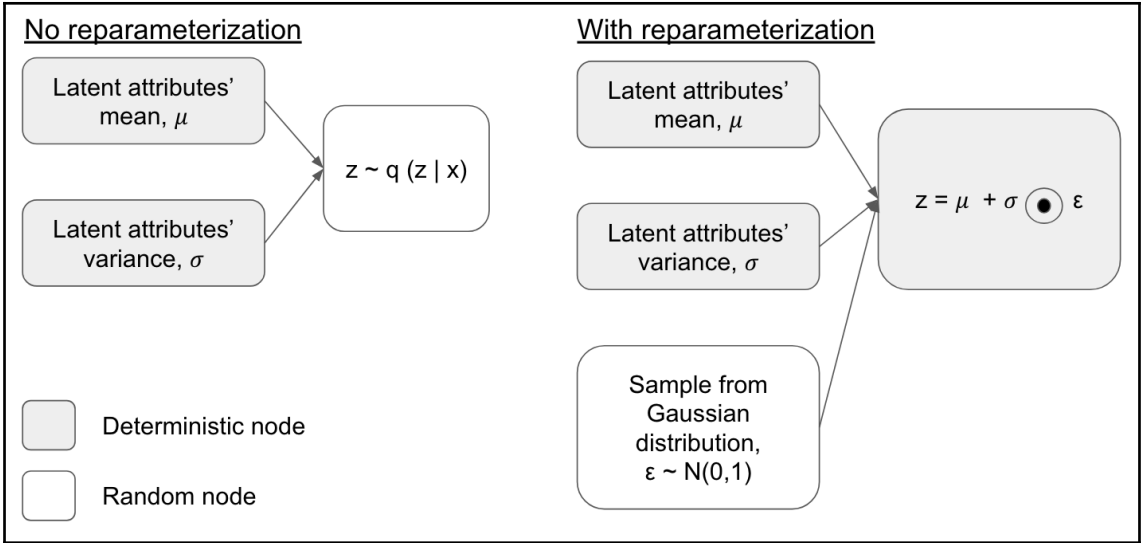 No reparameterization
Latent attributes’
mean, μ
Latent attributes’
variance, σ
z ~ q (z | x)
Deterministic node
Random node
With reparameterization
Latent attributes’
mean, μ
Latent attributes’
variance, σ
Sample from
Gaussian
distribution,
ε ~ N(0,1)
z = μ + σ ⊙ ε